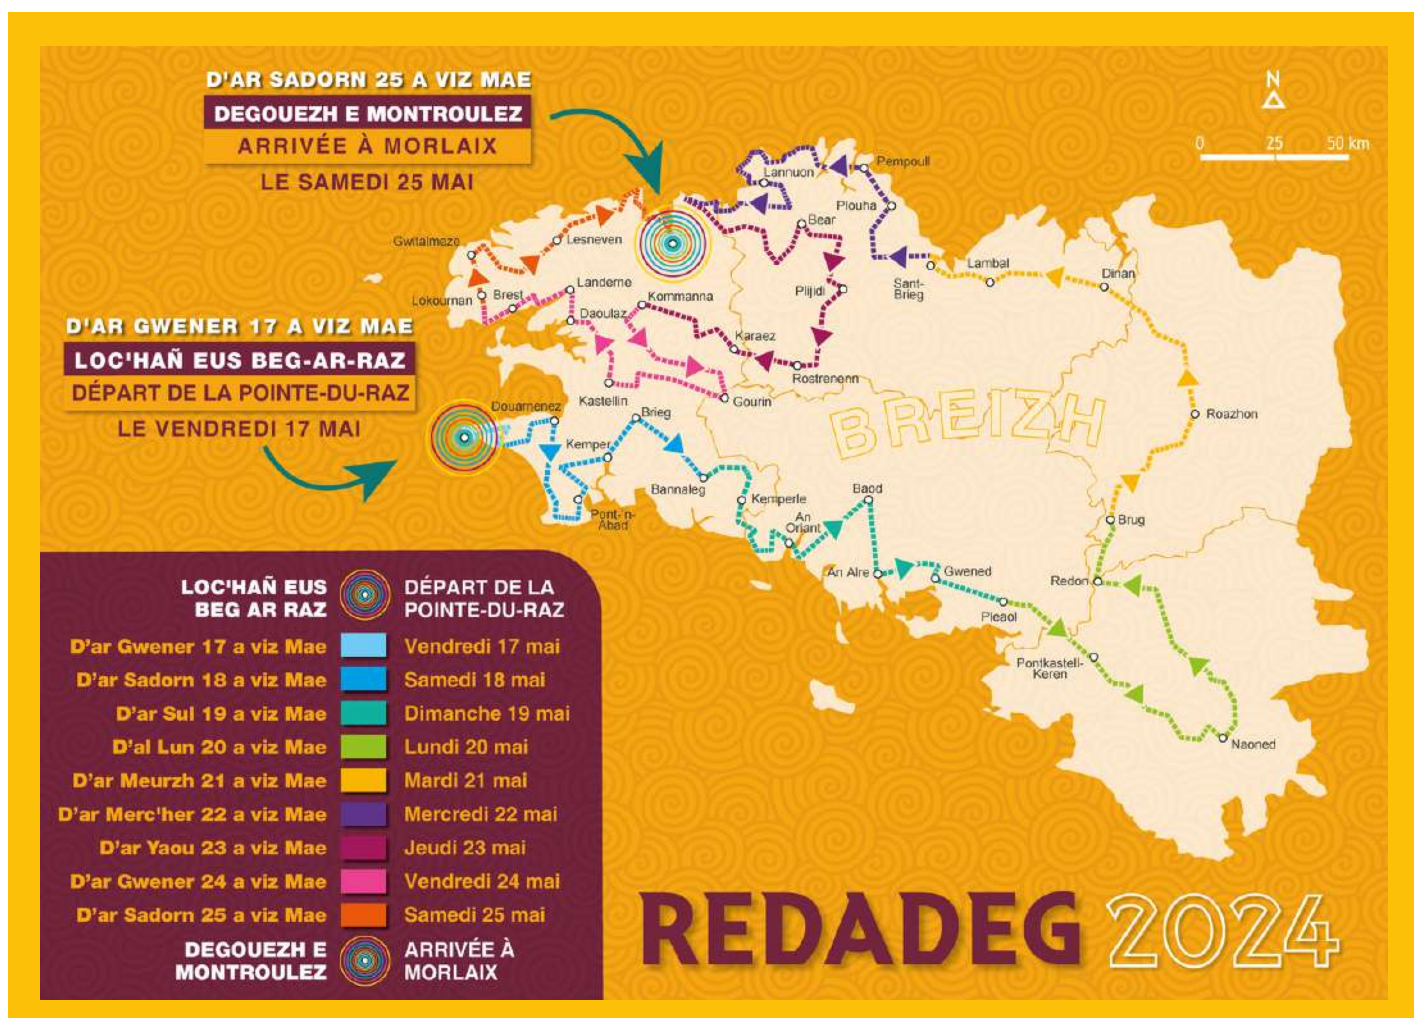 D'AR SADORN 25 A VIZ MAE
DEGOUEZH E MONTROULEZ
ARRIVÉE À MORLAIX
LE SAMEDI 25 MAI
N
0 25 50 km
D'AR GWENER 17 A VIZ MAE
LOC'HAÑ EUS BEG-AR-RAZ
DÉPART DE LA POINTE-DU-RAZ
LE VENDREDI 17 MAI
Pempoull
Lannuon
Plouha
Bear
Gwitalmeze
Lesneven
Lambal
Dinan
Sant-
Brieg
Plijidi
Landerne
Lokournan
Brest
Kommanna
Daoulaz
Karaez
Rostrenenn
Kastellin
Gourin
Douarnenez
Brieg
Roazhon
BREIZH
Kemper
Bannaleg
Kemperle
Baod
Pont-'n-
Abad
An
Oriant
Brug
An Alre
Gwened
Redon
Pleaol
Pontkastell-
Keren
Naoned
LOC'HAÑ EUS
BEG AR RAZ
DÉPART DE LA
POINTE-DU-RAZ
D'ar Gwener 17 a viz Mae Vendredi 17 mai
D'ar Sadorn 18 a viz Mae Samedi 18 mai
D'ar Sul 19 a viz Mae Dimanche 19 mai
D'al Lun 20 a viz Mae Lundi 20 mai
D'ar Meurzh 21 a viz Mae Mardi 21 mai
D'ar Merc'her 22 a viz Mae Mercredi 22 mai
D'ar Yaou 23 a viz Mae Jeudi 23 mai
D'ar Gwener 24 a viz Mae Vendredi 24 mai
D'ar Sadorn 25 a viz Mae Samedi 25 mai
DEGOUEZH E
MONTROULEZ
ARRIVÉE À
MORLAIX
REDADEG 2024